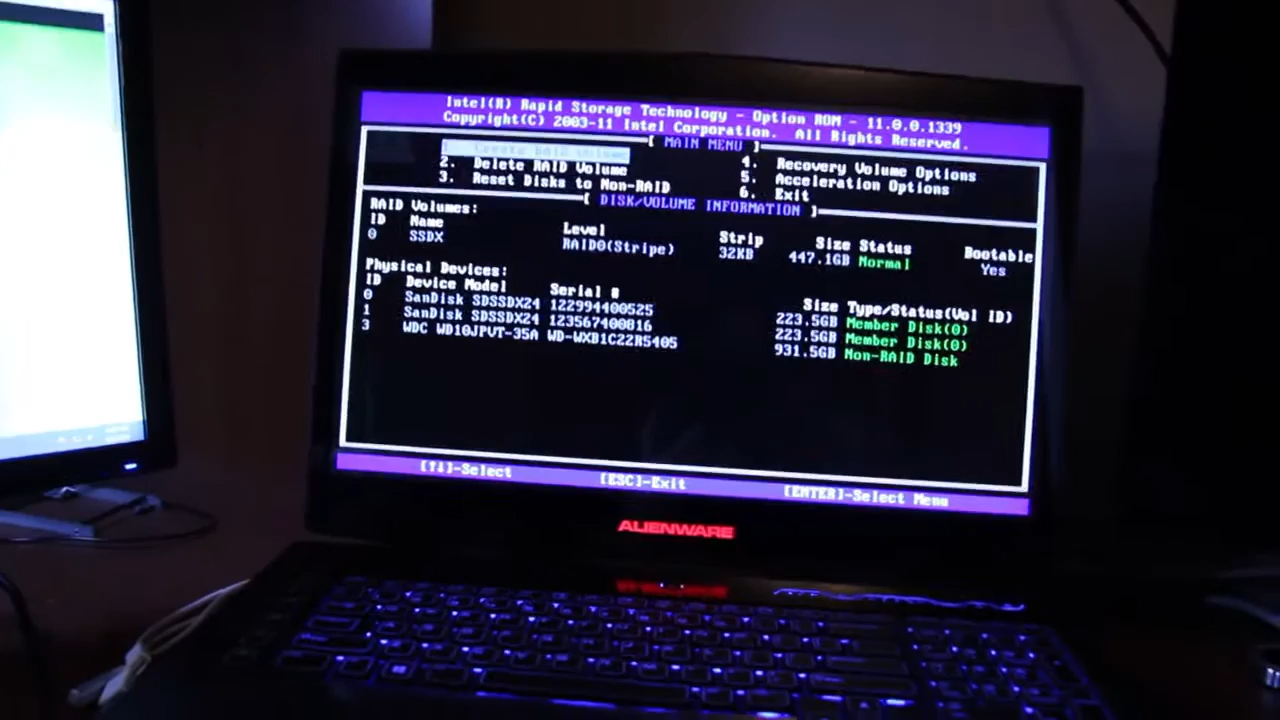 Intel(R) Rapid Storage Technology - Option ROM - 11.0.0.1339
Copyright(C) 2003-11 Intel Corporation. All Rights Reserved.
[ MAIN MENU ]
1. Create RAID Volume
2. Delete RAID Volume
3. Reset Disks to Non-RAID
4. Recovery Volume Options
5. Acceleration Options
6. Exit
[ DISK/VOLUME INFORMATION ]
RAID Volumes:
ID Name Level Strip Size Status Bootable
0 SSDX RAID0(Stripe) 32KB 447.1GB Normal Yes
Physical Devices:
ID Device Model Serial # Size Type/Status(Vol ID)
0 SanDisk SDSSDX24 122994400525 223.5GB Member Disk(0)
1 SanDisk SDSSDX24 123567400816 223.5GB Member Disk(0)
3 WDC WD10JPVT-35A WD-WXB1C22R5405 931.5GB Non-RAID Disk
[↑↓]-Select [ESC]-Exit [ENTER]-Select Menu
ALIENWARE